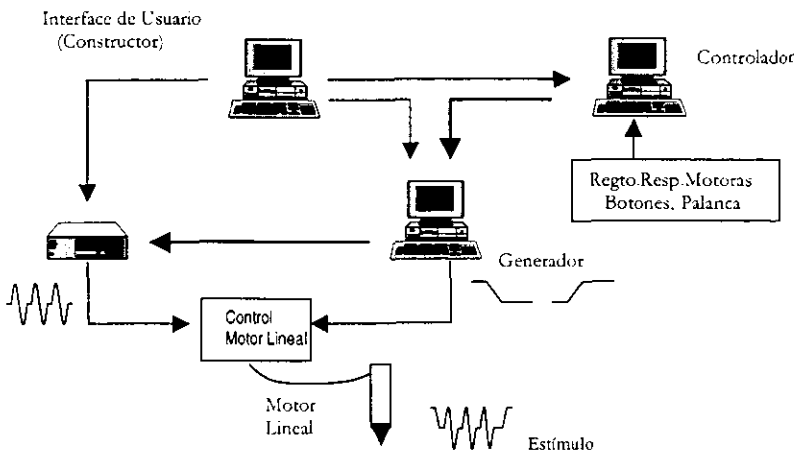 Interface de Usuario
(Constructor)
Controlador
Regto.Resp.Motoras
Botones, Palanca
Generador
Control
Motor Lineal
Motor
Lineal
Estímulo